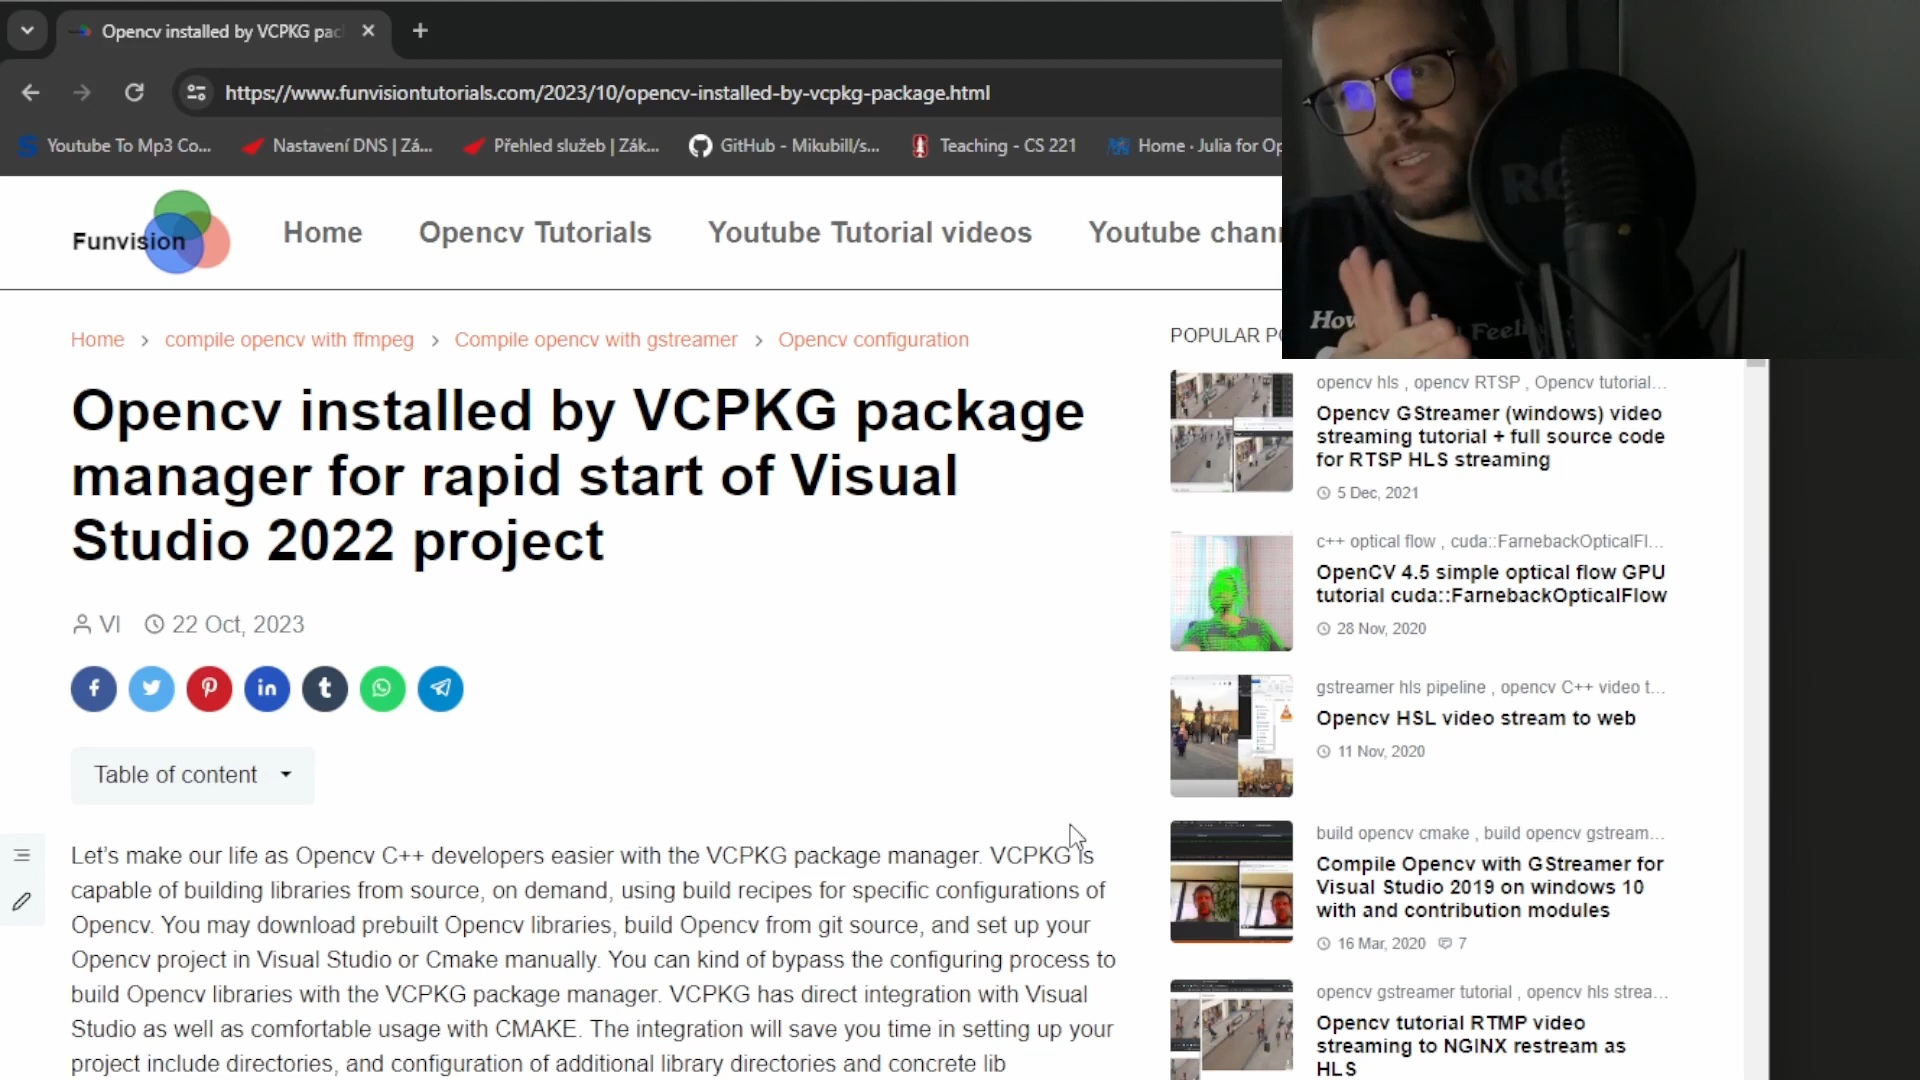 Opencv installed by VCPKG pac
https://www.funvisiontutorials.com/2023/10/opencv-installed-by-vcpkg-package.html
Youtube To Mp3 Co...
Nastavení DNS | Zá...
Přehled služeb | Zák...
GitHub - Mikubill/s...
Teaching - CS 221
Home · Julia for Op
Funvision
Home
Opencv Tutorials
Youtube Tutorial videos
Youtube chan
How
Feeli
Home > compile opencv with ffmpeg > Compile opencv with gstreamer > Opencv configuration
Opencv installed by VCPKG package
manager for rapid start of Visual
Studio 2022 project
VI 22 Oct, 2023
Table of content
Let's make our life as Opencv C++ developers easier with the VCPKG package manager. VCPKG is
capable of building libraries from source, on demand, using build recipes for specific configurations of
Opencv. You may download prebuilt Opencv libraries, build Opencv from git source, and set up your
Opencv project in Visual Studio or Cmake manually. You can kind of bypass the configuring process to
build Opencv libraries with the VCPKG package manager. VCPKG has direct integration with Visual
Studio as well as comfortable usage with CMAKE. The integration will save you time in setting up your
project include directories, and configuration of additional library directories and concrete lib
POPULAR PO
opencv hls , opencv RTSP , Opencv tutorial...
Opencv GStreamer (windows) video
streaming tutorial + full source code
for RTSP HLS streaming
5 Dec, 2021
c++ optical flow , cuda::FarnebackOpticalFl...
OpenCV 4.5 simple optical flow GPU
tutorial cuda::FarnebackOpticalFlow
28 Nov, 2020
gstreamer hls pipeline , opencv C++ video t...
Opencv HSL video stream to web
11 Nov, 2020
build opencv cmake , build opencv gstream...
Compile Opencv with GStreamer for
Visual Studio 2019 on windows 10
with and contribution modules
16 Mar, 2020 7
opencv gstreamer tutorial , opencv hls strea...
Opencv tutorial RTMP video
streaming to NGINX restream as
HLS